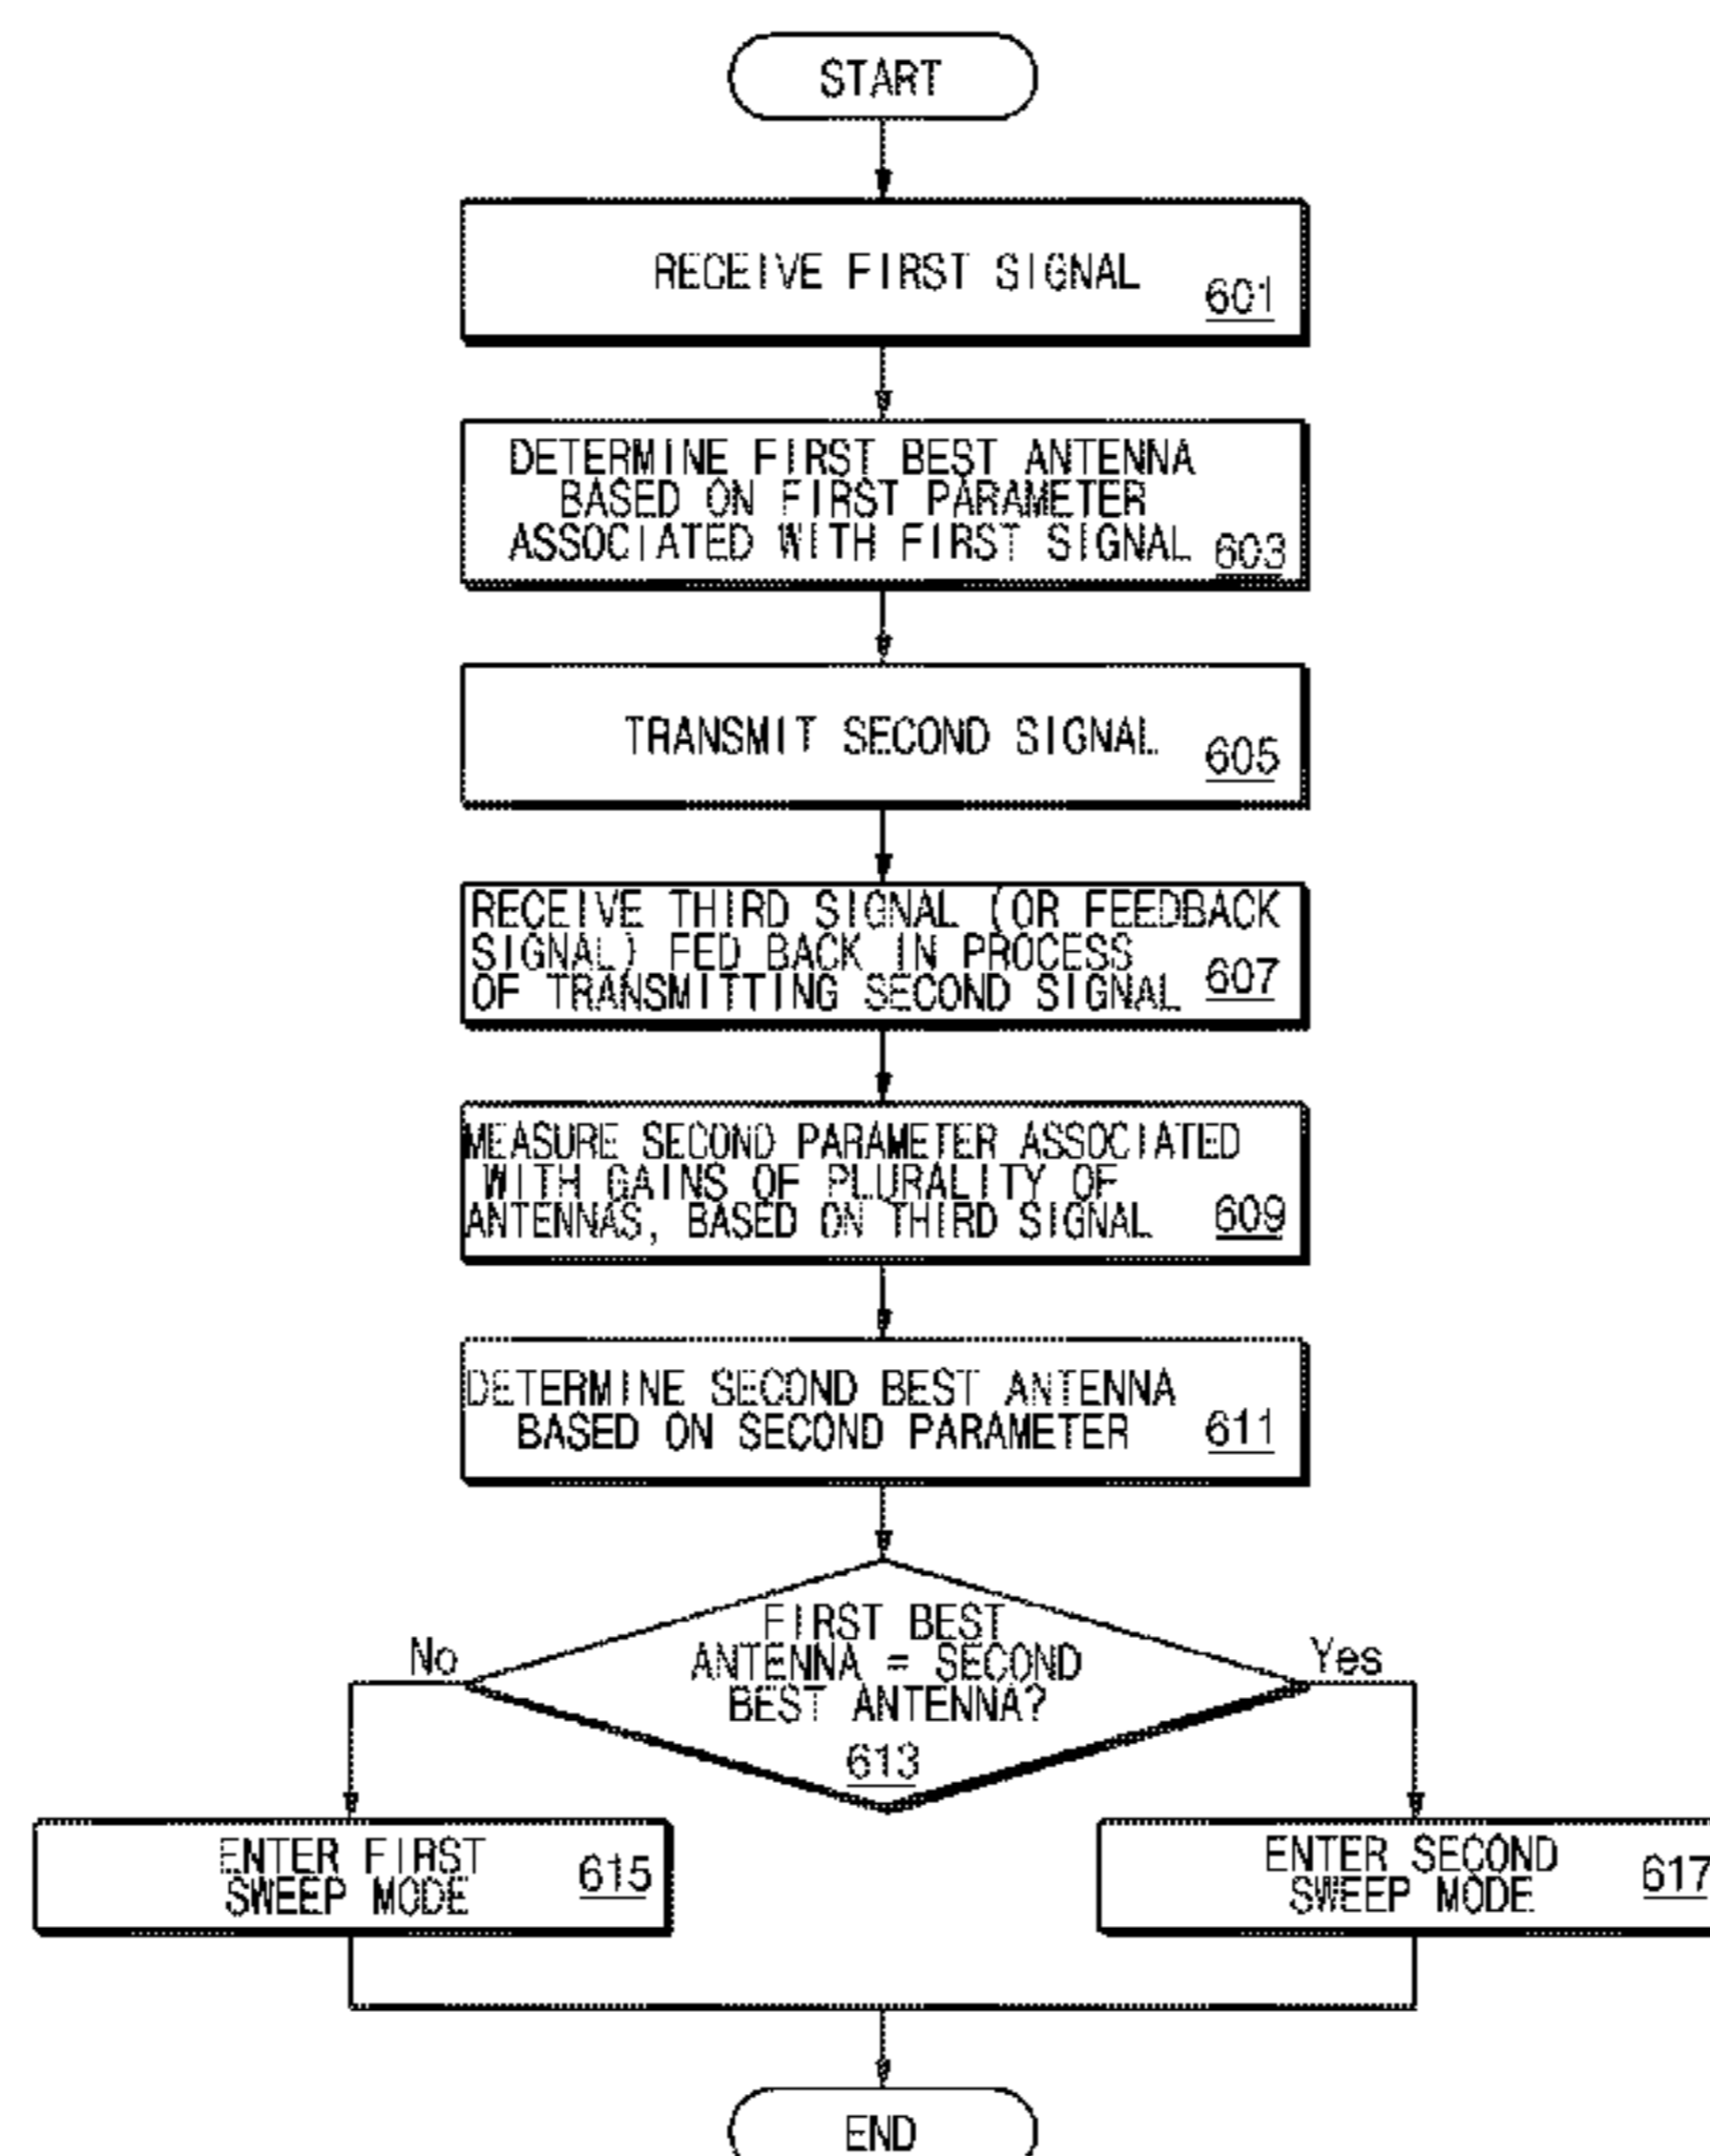 START
RECEIVE FIRST SIGNAL
601
DETERMINE FIRST BEST ANTENNA
BASED ON FIRST PARAMETER
ASSOCIATED WITH FIRST SIGNAL
603
TRANSMIT SECOND SIGNAL
605
RECEIVE THIRD SIGNAL (OR FEEDBACK
SIGNAL) FED BACK IN PROCESS
OF TRANSMITTING SECOND SIGNAL
607
MEASURE SECOND PARAMETER ASSOCIATED
WITH GAINS OF PLURALITY OF
ANTENNAS, BASED ON THIRD SIGNAL
609
DETERMINE SECOND BEST ANTENNA
BASED ON SECOND PARAMETER
611
FIRST BEST
ANTENNA = SECOND
BEST ANTENNA?
613
No
Yes
ENTER FIRST
SWEEP MODE
615
ENTER SECOND
SWEEP MODE
617
END